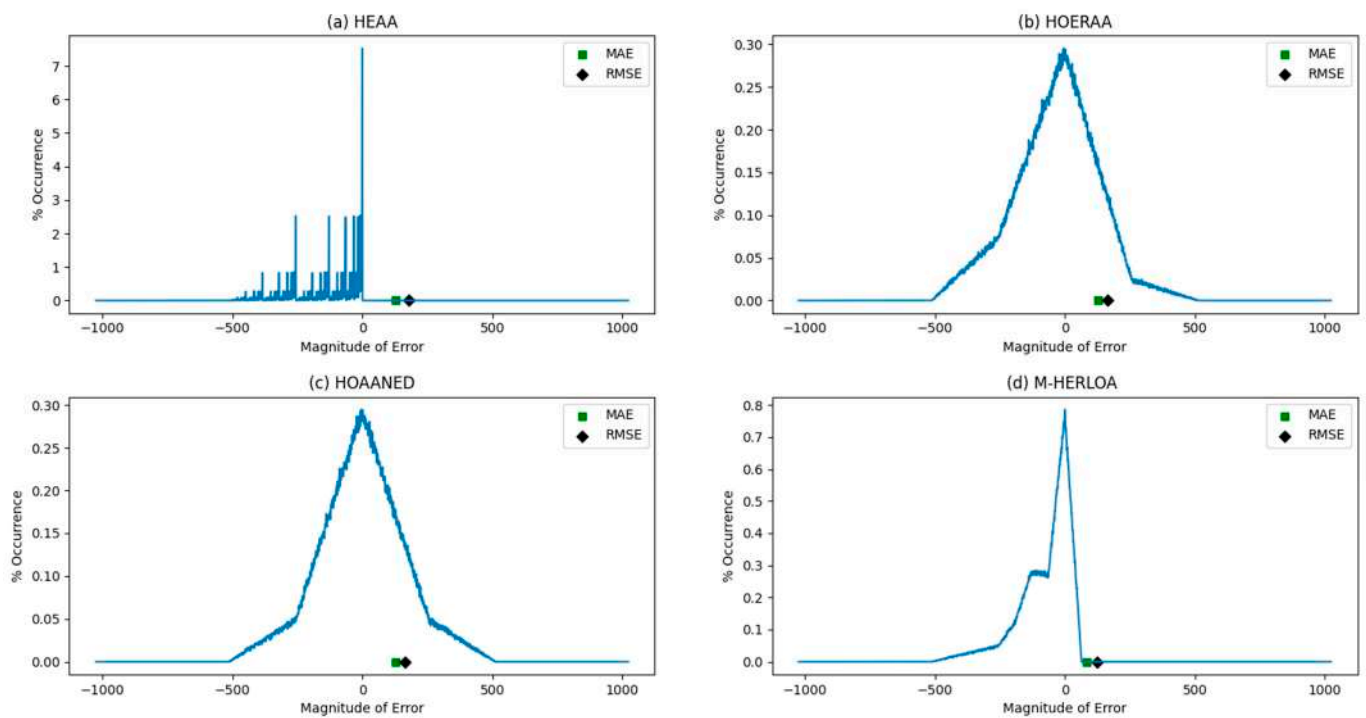 (a) HEAA
% Occurrence
7
6
5
4
3
2
1
0
−1000 −500 0 500 1000
Magnitude of Error
MAE
RMSE
(b) HOERAA
% Occurrence
0.30
0.25
0.20
0.15
0.10
0.05
0.00
−1000 −500 0 500 1000
Magnitude of Error
MAE
RMSE
(c) HOAANED
% Occurrence
0.30
0.25
0.20
0.15
0.10
0.05
0.00
−1000 −500 0 500 1000
Magnitude of Error
MAE
RMSE
(d) M-HERLOA
% Occurrence
0.8
0.7
0.6
0.5
0.4
0.3
0.2
0.1
0.0
−1000 −500 0 500 1000
Magnitude of Error
MAE
RMSE